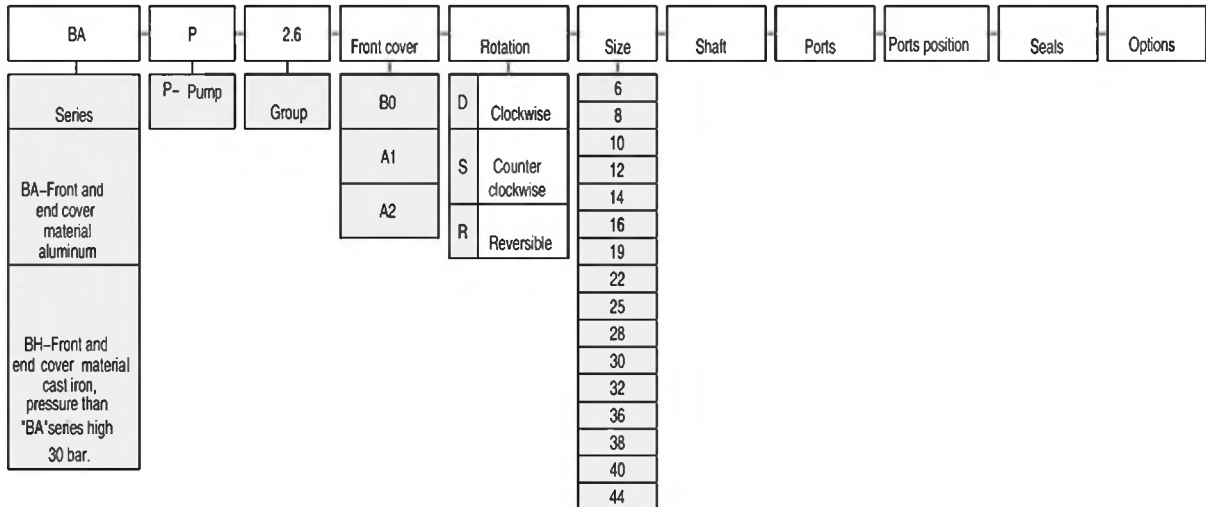 BA P 2.6 Front cover Rotation Size Shaft Ports Ports position Seals Options
Series
BA-Front and
end cover
material
aluminum
BH-Front and
end cover material
cast iron,
pressure than
"BA"series high
30 bar.
P- Pump
Group
B0
A1
A2
D Clockwise
S Counter
clockwise
R Reversible
6
8
10
12
14
16
19
22
25
28
30
32
36
38
40
44